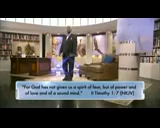 "For God has not given us a spirit of fear, but of power and
of love and of a sound mind."    II Timothy 1:7 (NKJV)